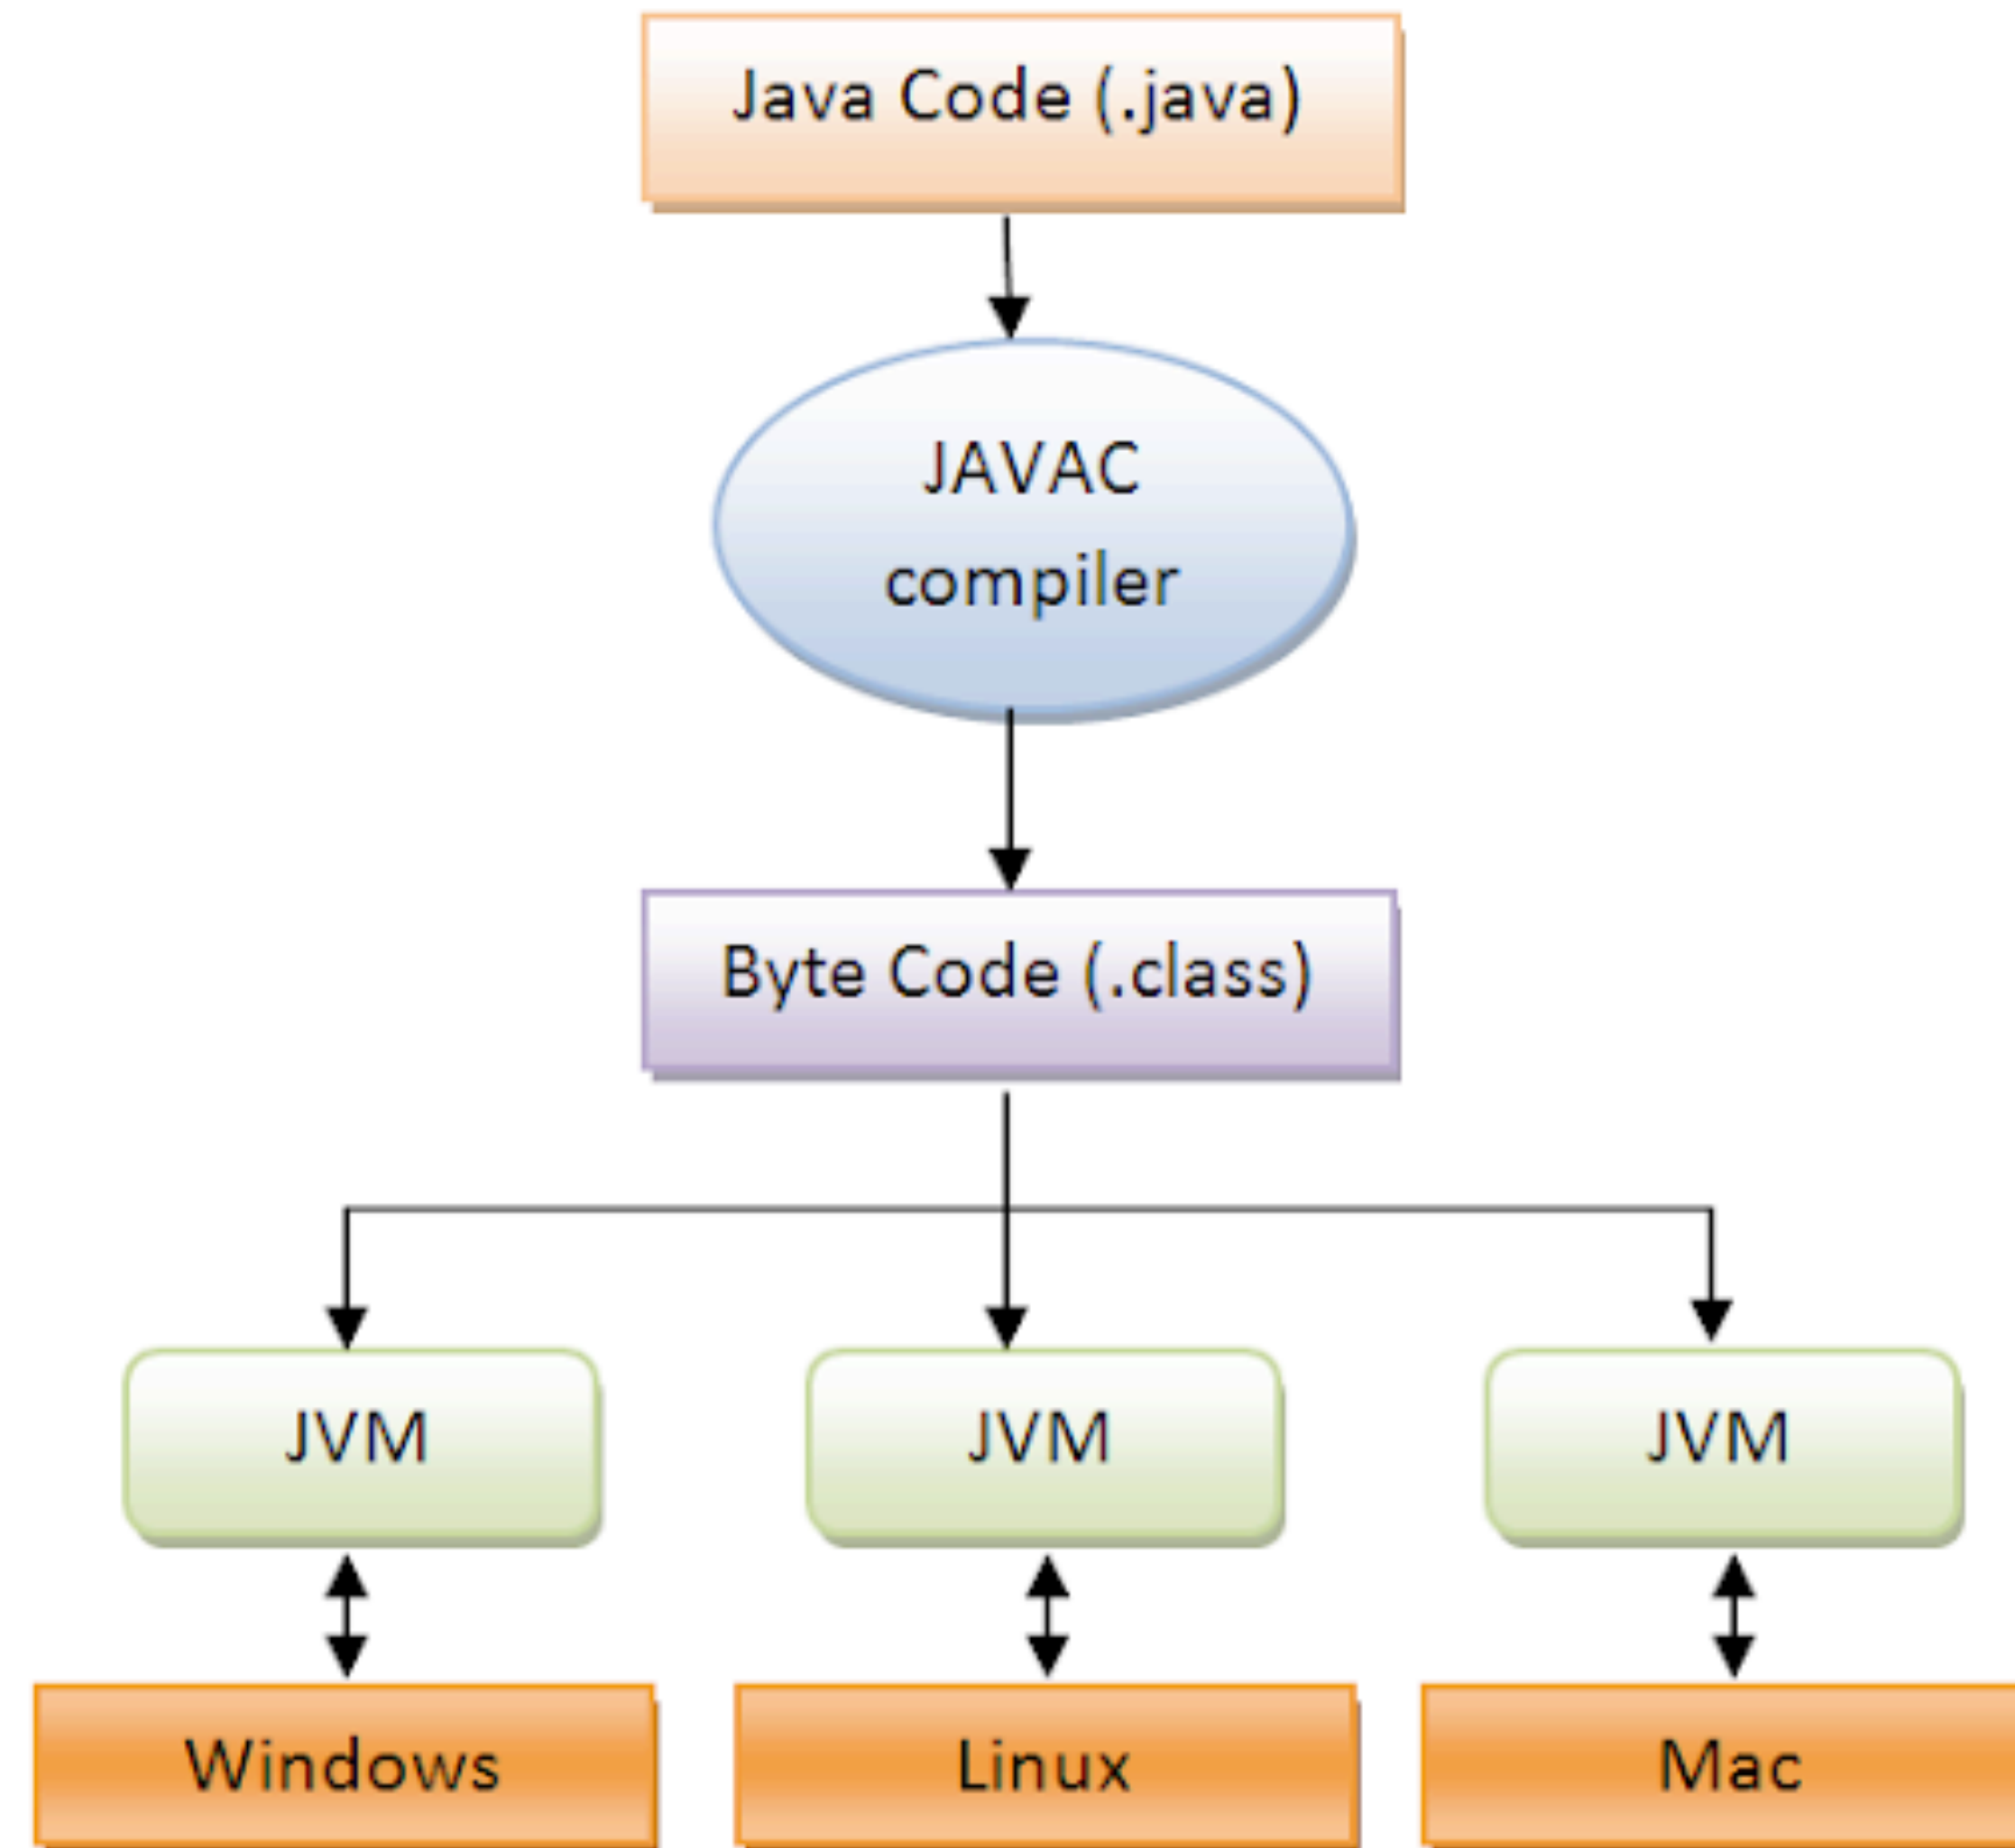 Java Code (.java)
JAVAC
compiler
Byte Code (.class)
JVM
JVM
JVM
Windows
Linux
Mac